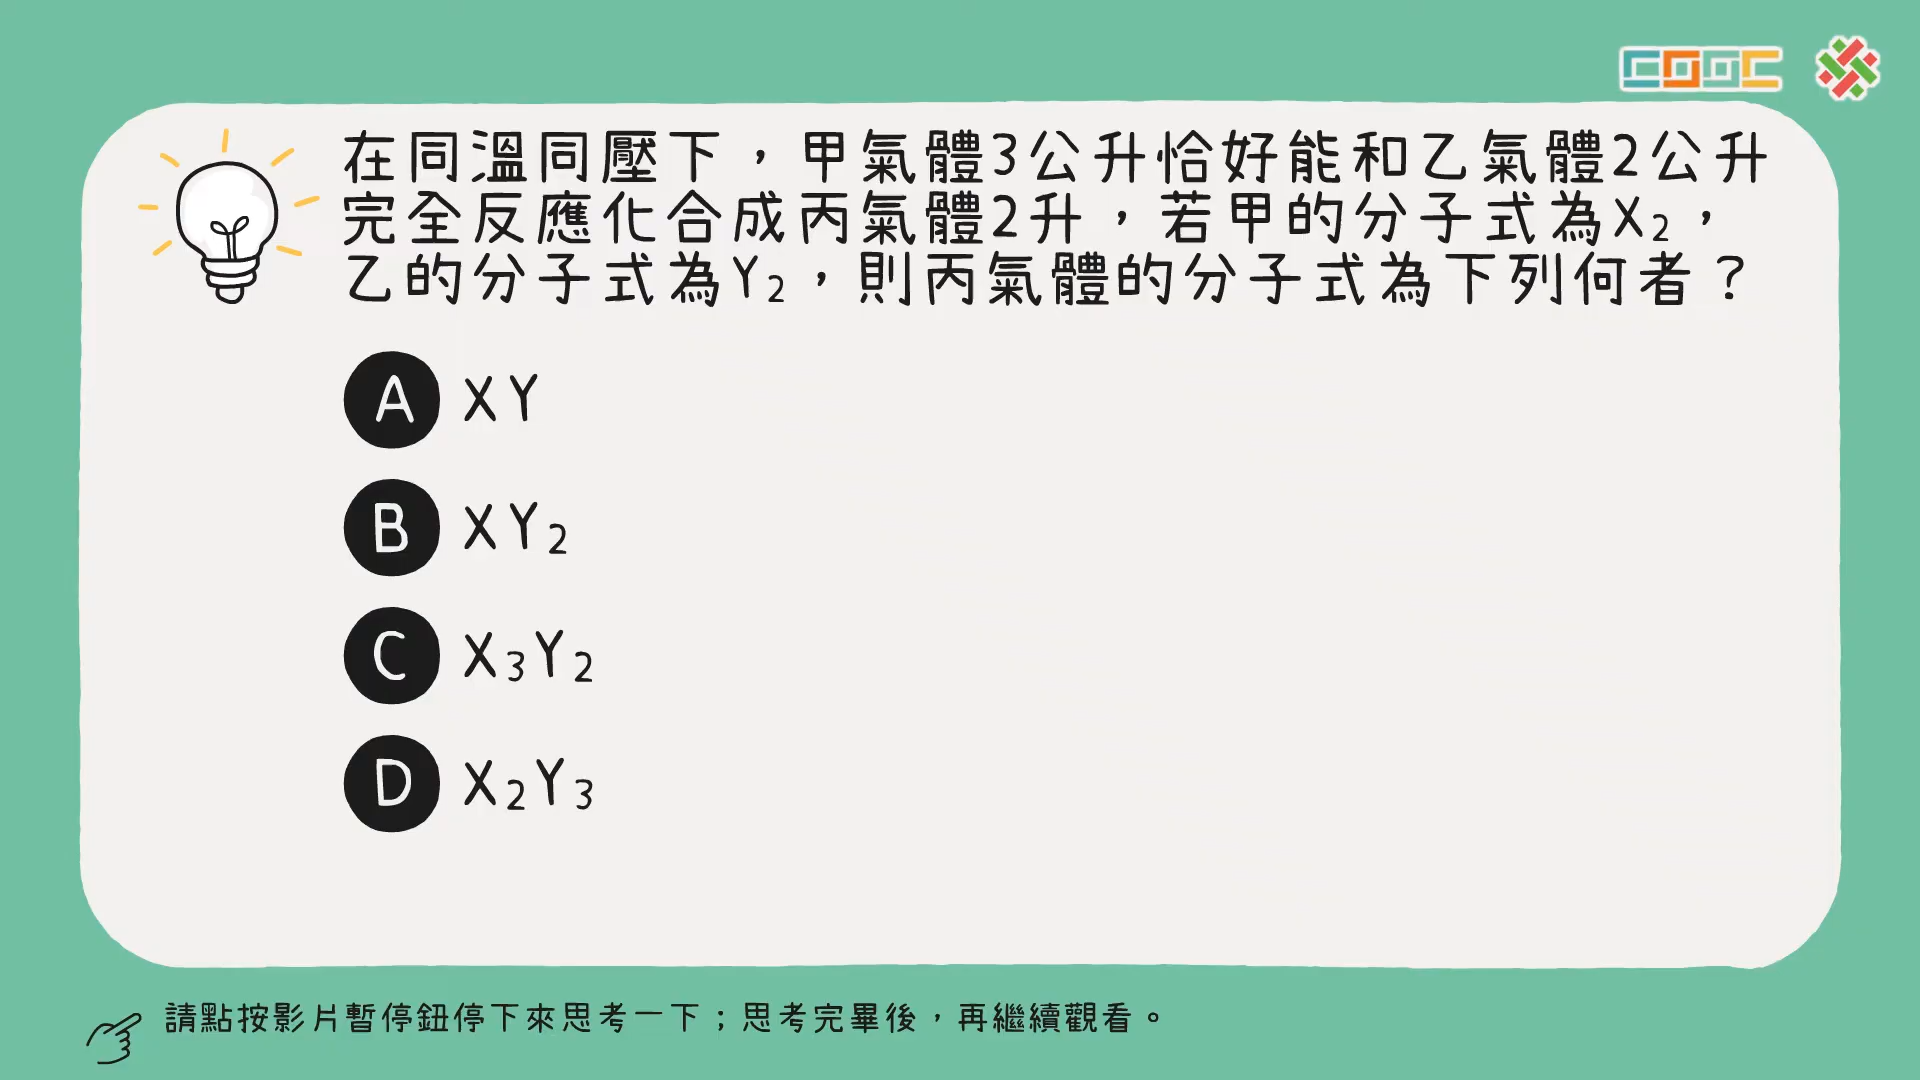 COOC
在同溫同壓下，甲氣體3公升恰好能和乙氣體2公升
完全反應化合成丙氣體2升，若甲的分子式為X₂，
乙的分子式為Y₂，則丙氣體的分子式為下列何者？
A XY
B XY₂
C X₃Y₂
D X₂Y₃
請點按影片暫停鈕停下來思考一下；思考完畢後，再繼續觀看。